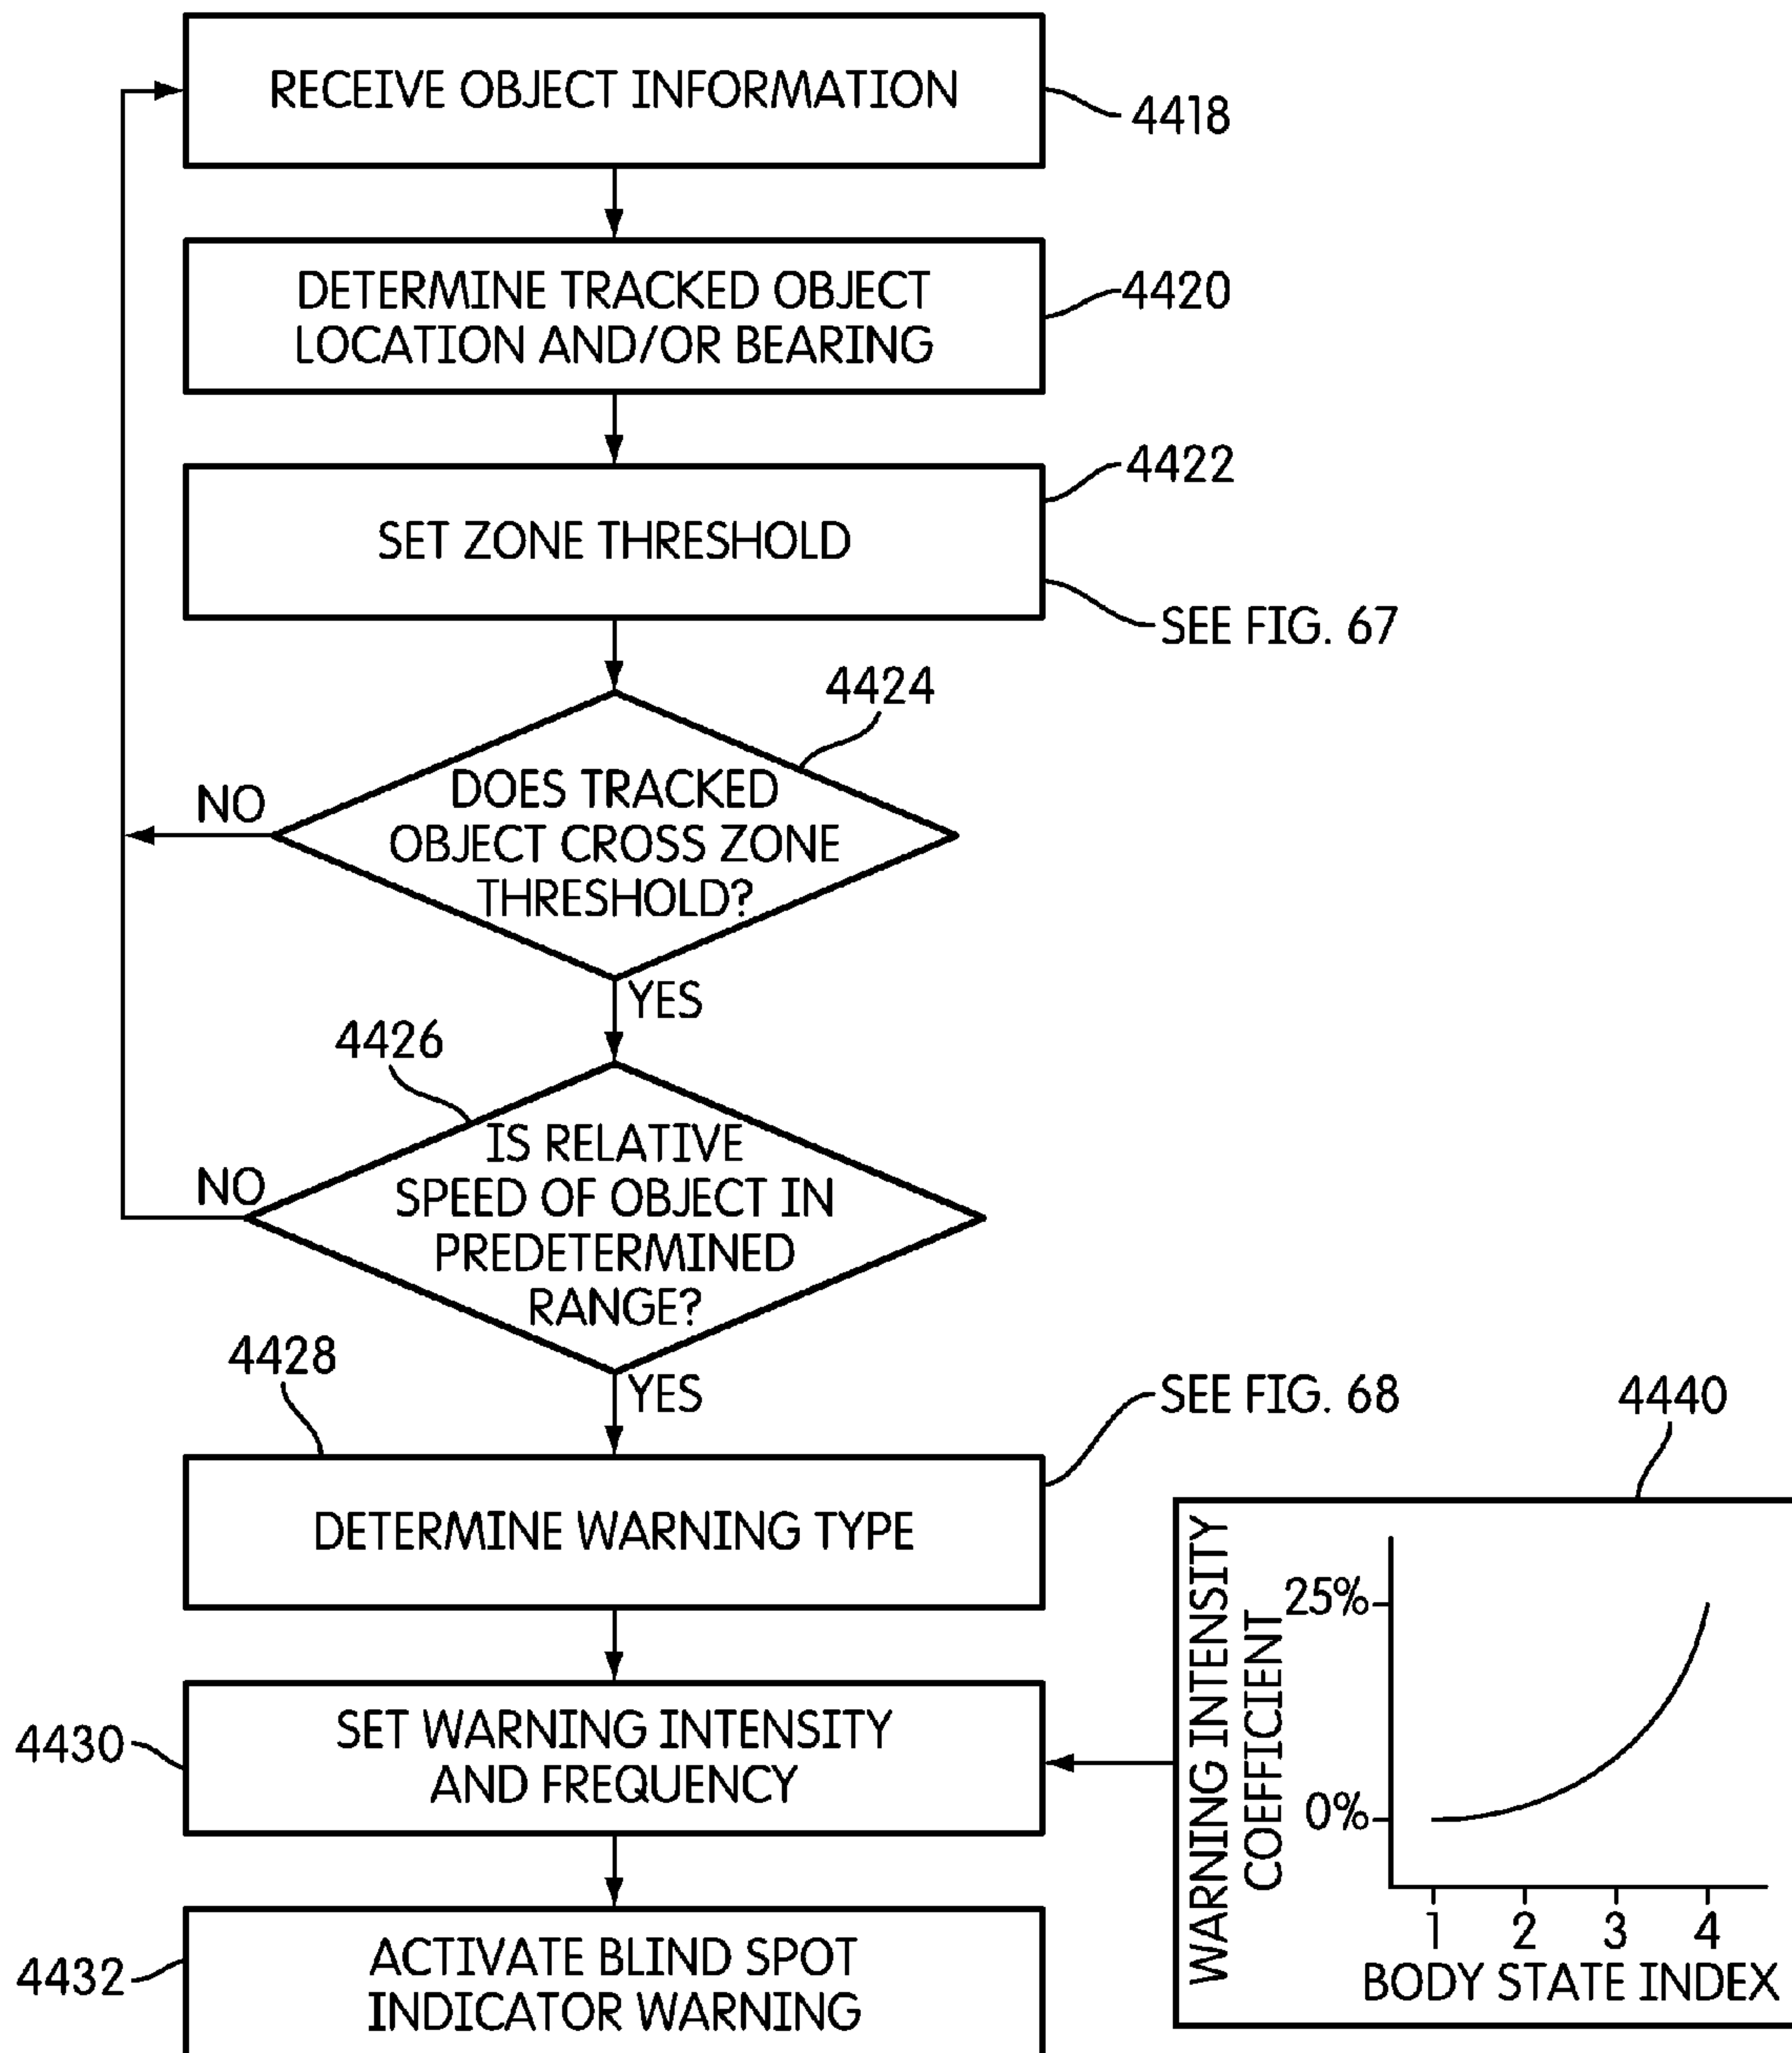 RECEIVE OBJECT INFORMATION
4418
DETERMINE TRACKED OBJECT
LOCATION AND/OR BEARING
4420
4422
SET ZONE THRESHOLD
SEE FIG. 67
4424
DOES TRACKED
OBJECT CROSS ZONE
THRESHOLD?
NO
YES
4426
IS RELATIVE
SPEED OF OBJECT IN
PREDETERMINED
RANGE?
NO
YES
4428
SEE FIG. 68
DETERMINE WARNING TYPE
4440
WARNING INTENSITY
COEFFICIENT
25%
0%
1 2 3 4
BODY STATE INDEX
4430
SET WARNING INTENSITY
AND FREQUENCY
4432
ACTIVATE BLIND SPOT
INDICATOR WARNING